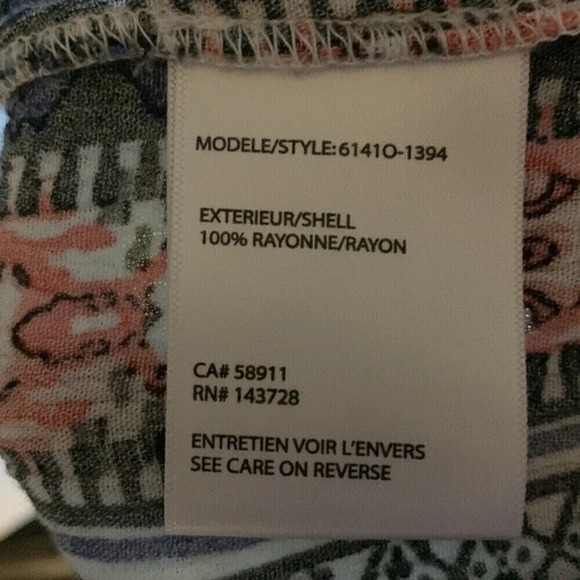 MODELE/STYLE: 6141O-1394
EXTERIEUR/SHELL
100% RAYONNE/RAYON
CA# 58911
RN# 143728
ENTRETIEN VOIR L'ENVERS
SEE CARE ON REVERSE